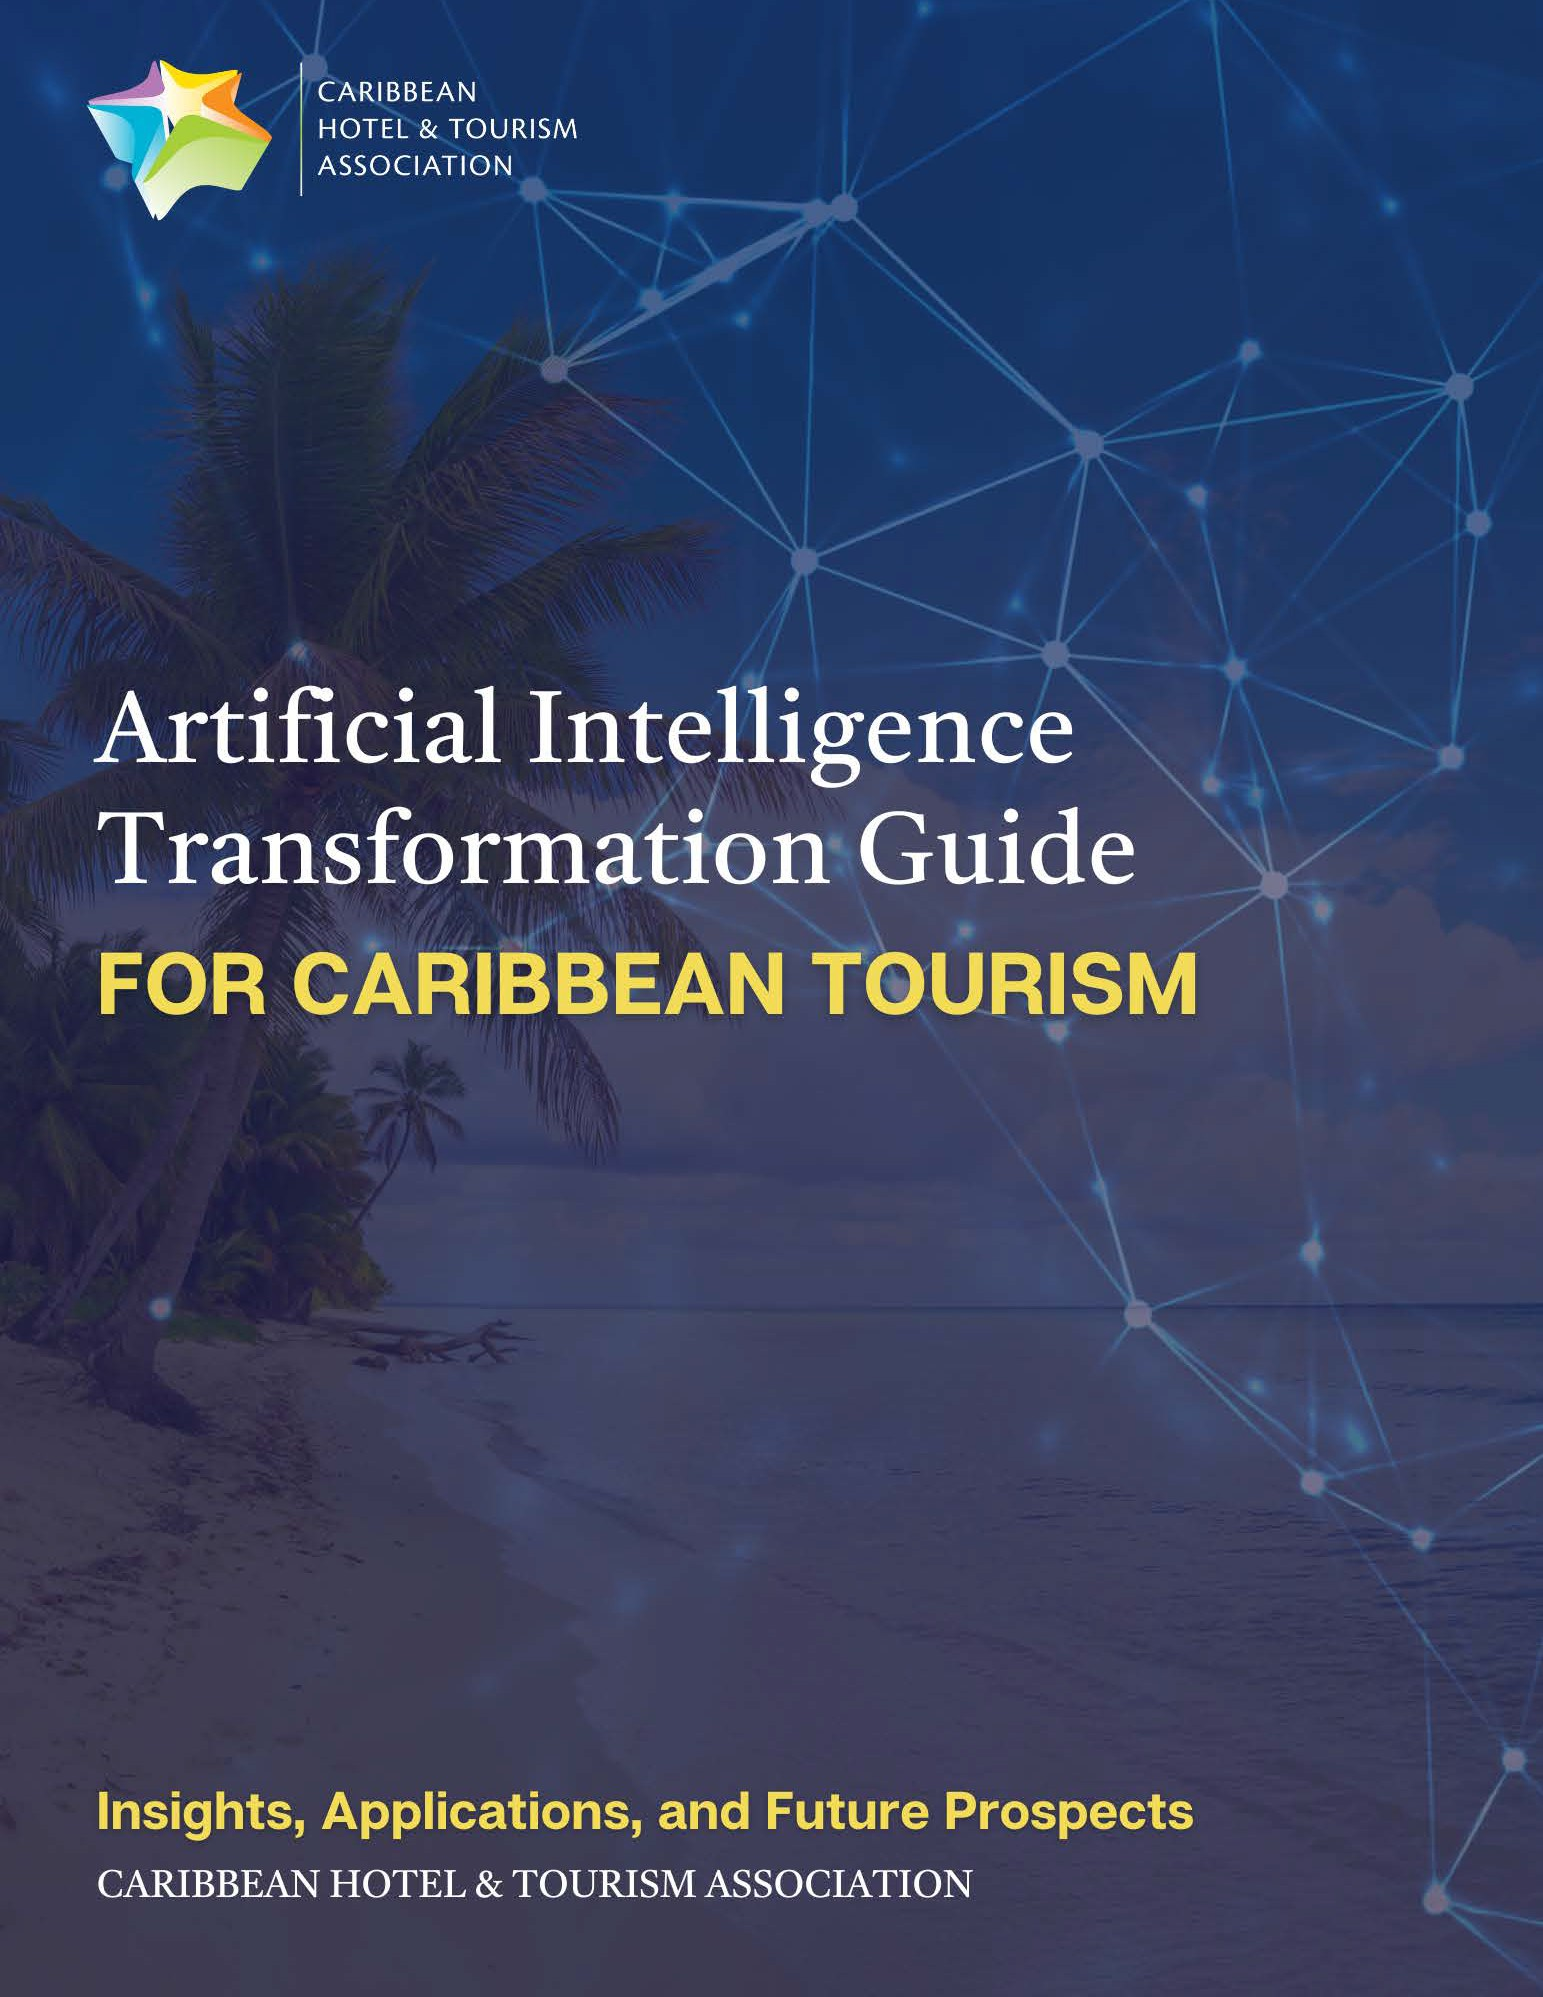 CARIBBEAN
HOTEL & TOURISM
ASSOCIATION
Artificial Intelligence
Transformation Guide
FOR CARIBBEAN TOURISM
Insights, Applications, and Future Prospects
CARIBBEAN HOTEL & TOURISM ASSOCIATION